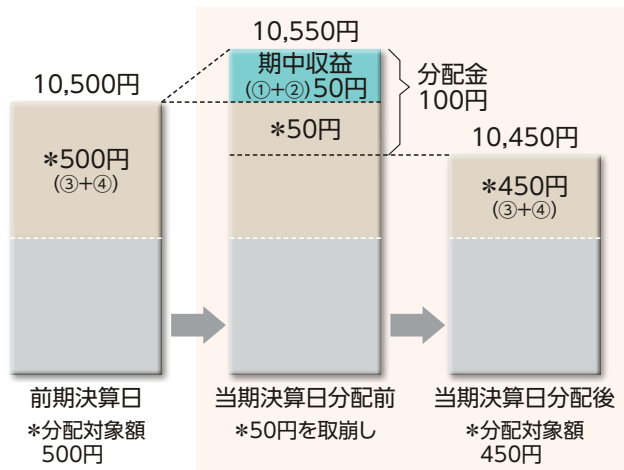 10,500円
*500円
(③+④)
前期決算日
*分配対象額
500円
10,550円
期中収益
(①+②)50円
*50円
分配金
100円
当期決算日分配前
*50円を取崩し
10,450円
*450円
(③+④)
当期決算日分配後
*分配対象額
450円